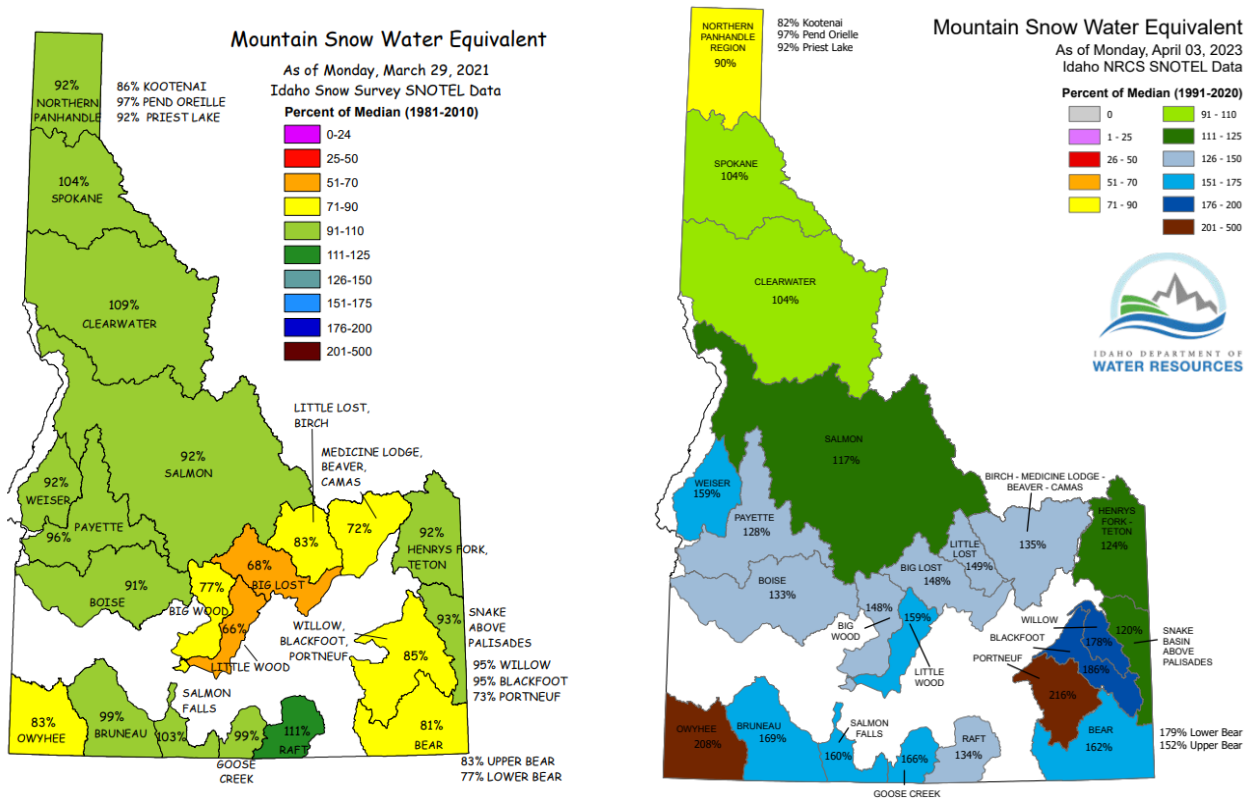 Mountain Snow Water Equivalent
As of Monday, March 29, 2021
Idaho Snow Survey SNOTEL Data
Percent of Median (1981-2010)
0-24
25-50
51-70
71-90
91-110
111-125
126-150
151-175
176-200
201-500
92%
NORTHERN
PANHANDLE
86% KOOTENAI
97% PEND OREILLE
92% PRIEST LAKE
104%
SPOKANE
109%
CLEARWATER
LITTLE LOST,
BIRCH
MEDICINE LODGE,
BEAVER,
CAMAS
92%
SALMON
92%
WEISER
PAYETTE
96%
91%
BOISE
68%
BIG LOST
83%
72%
92%
HENRYS FORK,
TETON
77%
BIG WOOD
66%
LITTLE WOOD
WILLOW,
BLACKFOOT,
PORTNEUF
85%
93%
SNAKE
ABOVE
PALISADES
95% WILLOW
95% BLACKFOOT
73% PORTNEUF
83%
OWYHEE
99%
BRUNEAU
SALMON
FALLS
103%
99%
GOOSE
CREEK
111%
RAFT
81%
BEAR
83% UPPER BEAR
77% LOWER BEAR
Mountain Snow Water Equivalent
As of Monday, April 03, 2023
Idaho NRCS SNOTEL Data
Percent of Median (1991-2020)
0
1 - 25
26 - 50
51 - 70
71 - 90
91 - 110
111 - 125
126 - 150
151 - 175
176 - 200
201 - 500
IDAHO DEPARTMENT OF
WATER RESOURCES
NORTHERN
PANHANDLE
REGION
90%
82% Kootenai
97% Pend Orielle
92% Priest Lake
SPOKANE
104%
CLEARWATER
104%
SALMON
117%
WEISER
159%
PAYETTE
128%
BOISE
133%
BIRCH - MEDICINE LODGE -
BEAVER - CAMAS
135%
LITTLE
LOST
149%
BIG LOST
148%
HENRYS
FORK -
TETON
124%
148%
BIG
WOOD
159%
LITTLE
WOOD
WILLOW
178%
BLACKFOOT
186%
PORTNEUF
216%
120%
SNAKE
BASIN
ABOVE
PALISADES
OWYHEE
208%
BRUNEAU
169%
SALMON
FALLS
160%
166%
GOOSE CREEK
RAFT
134%
BEAR
162%
179% Lower Bear
152% Upper Bear